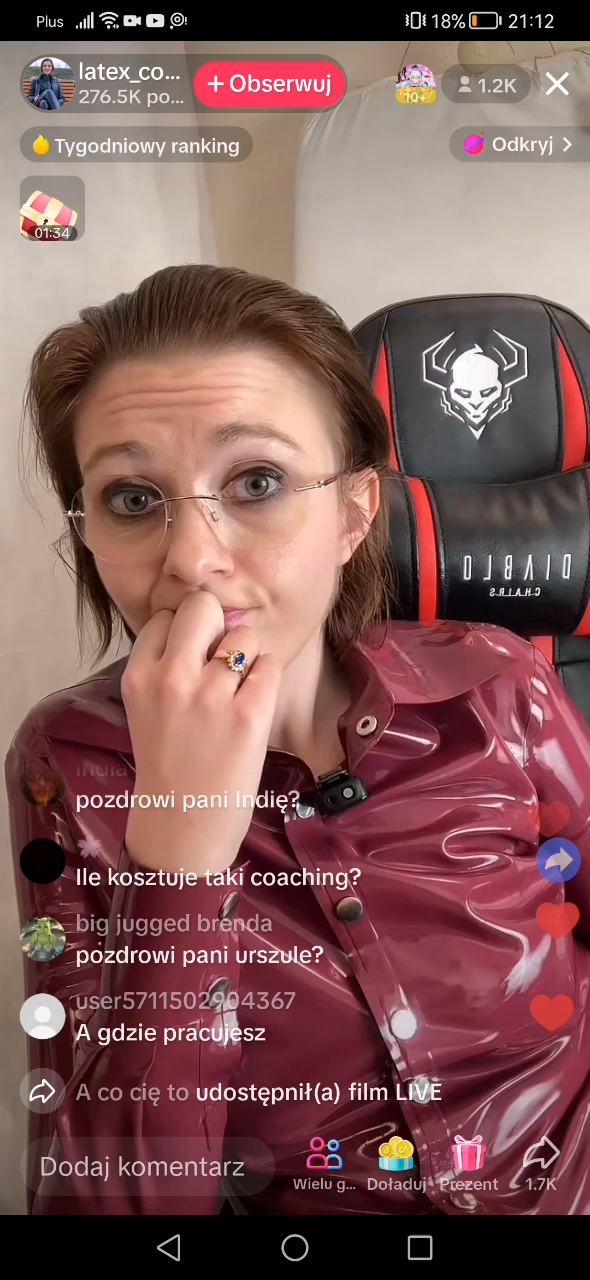 Plus 18% 21:12
latex_co... + Obserwuj 10+ 1.2K
276.5K po...
Tygodniowy ranking Odkryj >
01:34
DIABLO
CHAIRS
India
pozdrowi pani Indię?
Ile kosztuje taki coaching?
big jugged brenda
pozdrowi pani urszule?
user5711502904367
A gdzie pracujesz
A co cię to udostępnił(a) film LIVE
Dodaj komentarz
Wielu g... Doładuj Prezent 1.7K